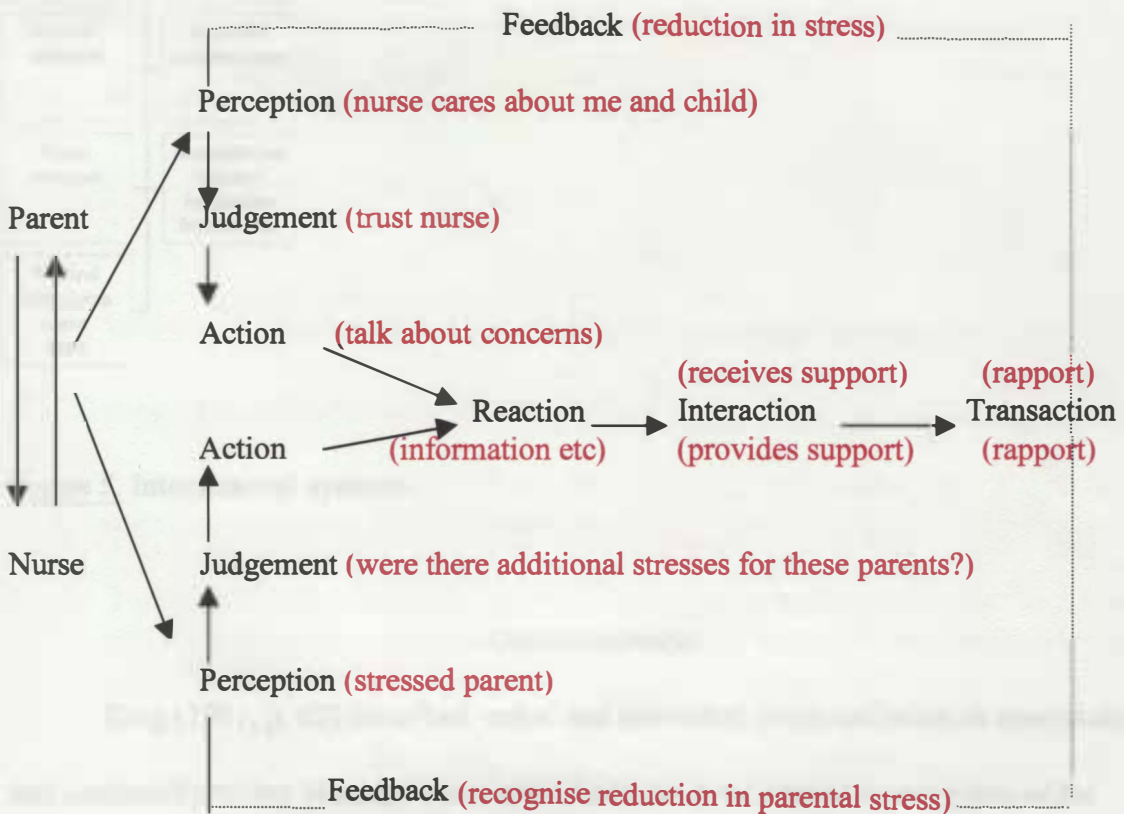 Feedback (reduction in stress)
Perception (nurse cares about me and child)
Parent
Judgement (trust nurse)
Action (talk about concerns)
(receives support) (rapport)
Reaction Interaction Transaction
Action (information etc) (provides support) (rapport)
Nurse
Judgement (were there additional stresses for these parents?)
Perception (stressed parent)
Feedback (recognise reduction in parental stress)